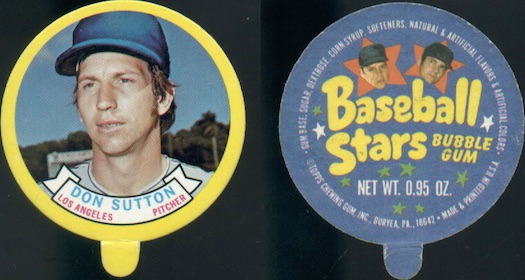 DON SUTTON
LOS ANGELES PITCHER
GUM BASE, SUGAR, DEXTROSE, CORN SYRUP, SOFTENERS, NATURAL & ARTIFICIAL FLAVORS & ARTIFICIAL COLORS.
Baseball
Stars BUBBLE
GUM
NET WT. 0.95 OZ.
©TOPPS CHEWING GUM, INC., DURYEA, PA., 18642 • MADE & PRINTED IN U.S.A.